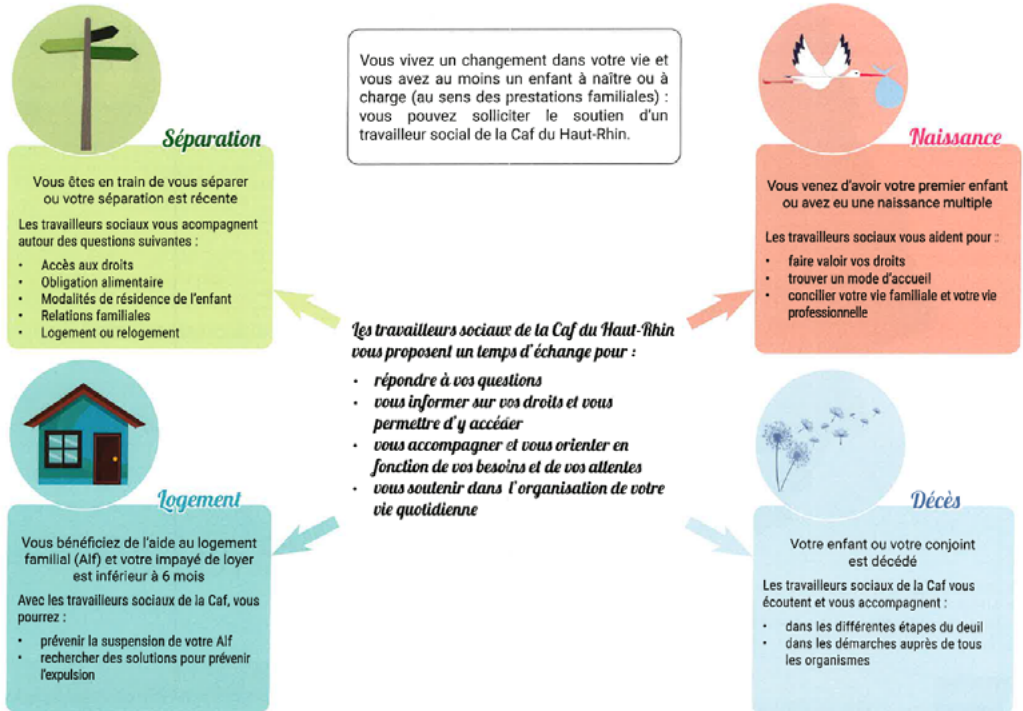 Vous vivez un changement dans votre vie et
vous avez au moins un enfant à naître ou à
charge (au sens des prestations familiales) :
vous pouvez solliciter le soutien d'un
travailleur social de la Caf du Haut-Rhin.
Séparation
Vous êtes en train de vous séparer
ou votre séparation est récente
Les travailleurs sociaux vous acompagnent
autour des questions suivantes :
• Accès aux droits
• Obligation alimentaire
• Modalités de résidence de l'enfant
• Relations familiales
• Logement ou relogement
Naissance
Vous venez d'avoir votre premier enfant
ou avez eu une naissance multiple
Les travailleurs sociaux vous aident pour :
• faire valoir vos droits
• trouver un mode d'accueil
• concilier votre vie familiale et votre vie
professionnelle
Les travailleurs sociaux de la Caf du Haut-Rhin
vous proposent un temps d'échange pour :
• répondre à vos questions
• vous informer sur vos droits et vous
permettre d'y accéder
• vous accompagner et vous orienter en
fonction de vos besoins et de vos attentes
• vous soutenir dans l'organisation de votre
vie quotidienne
Logement
Vous bénéficiez de l'aide au logement
familial (Alf) et votre impayé de loyer
est inférieur à 6 mois
Avec les travailleurs sociaux de la Caf, vous
pourrez :
• prévenir la suspension de votre Alf
• rechercher des solutions pour prévenir
l'expulsion
Décès
Votre enfant ou votre conjoint
est décédé
Les travailleurs sociaux de la Caf vous
écoutent et vous accompagnent :
• dans les différentes étapes du deuil
• dans les démarches auprès de tous
les organismes